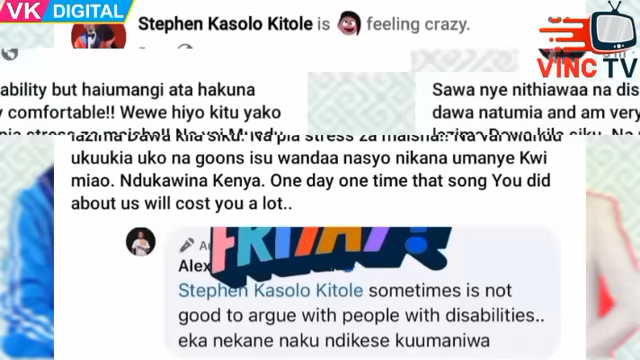 VK DIGITAL
Stephen Kasolo Kitole is feeling crazy.
VINC TV
ability but haiumangi ata hakuna
comfortable!! Wewe hiyo kitu yako
Sawa nye nithiawaa na dis
dawa natumia and am very
ukuukia uko na goons isu wandaa nasyo nikana umanye Kwi
miao. Ndukawina Kenya. One day one time that song You did
about us will cost you a lot..
FRIYAY!
Alex
Stephen Kasolo Kitole sometimes is not
good to argue with people with disabilities..
eka nekane naku ndikese kuumaniwa